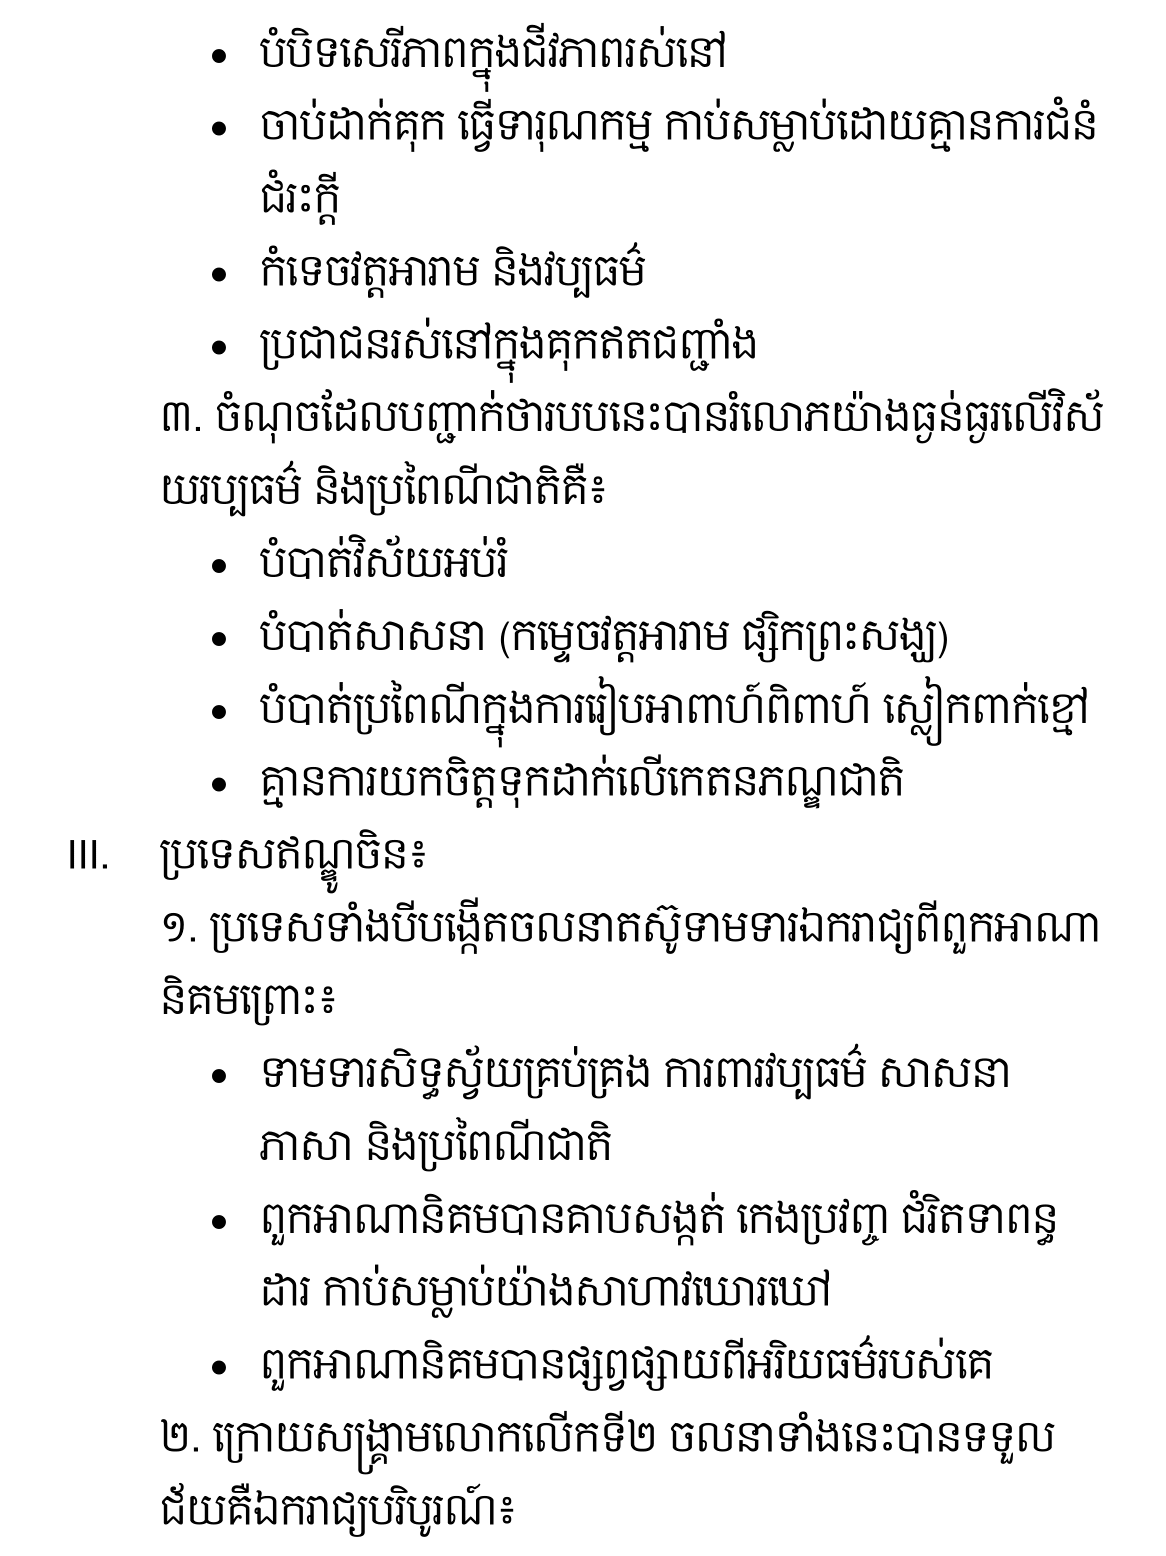 • បំបិទសេរីភាពក្នុងជីវភាពរស់នៅ
• ចាប់ដាក់គុក ធ្វើទារុណកម្ម កាប់សម្លាប់ដោយគ្មានការជំនំ
ជំរះក្តី
• កំទេចវត្តអារាម និងវប្បធម៌
• ប្រជាជនរស់នៅក្នុងគុកឥតជញ្ជាំង
៣. ចំណុចដែលបញ្ជាក់ថារបបនេះបានរំលោភយ៉ាងធ្ងន់ធ្ងរលើវិស័
យរប្បធម៌ និងប្រពៃណីជាតិគឺ៖
• បំបាត់វិស័យអប់រំ
• បំបាត់សាសនា (កម្ទេចវត្តអារាម ផ្សិកព្រះសង្ឃ)
• បំបាត់ប្រពៃណីក្នុងការរៀបអាពាហ៍ពិពាហ៍ ស្លៀកពាក់ខ្មៅ
• គ្មានការយកចិត្តទុកដាក់លើកេតនភណ្ឌជាតិ
III. ប្រទេសឥណ្ឌូចិន៖
១. ប្រទេសទាំងបីបង្កើតចលនាតស៊ូទាមទារឯករាជ្យពីពួកអាណា
និគមព្រោះ៖
• ទាមទារសិទ្ធស្វ័យគ្រប់គ្រង ការពារវប្បធម៌ សាសនា
ភាសា និងប្រពៃណីជាតិ
• ពួកអាណានិគមបានគាបសង្កត់ កេងប្រវញ្ច ជំរិតទាពន្ធ
ដារ កាប់សម្លាប់យ៉ាងសាហាវឃោរឃៅ
• ពួកអាណានិគមបានផ្សព្វផ្សាយពីអរិយធម៌របស់គេ
២. ក្រោយសង្គ្រាមលោកលើកទី២ ចលនាទាំងនេះបានទទួល
ជ័យគឺឯករាជ្យបរិបូរណ៍៖